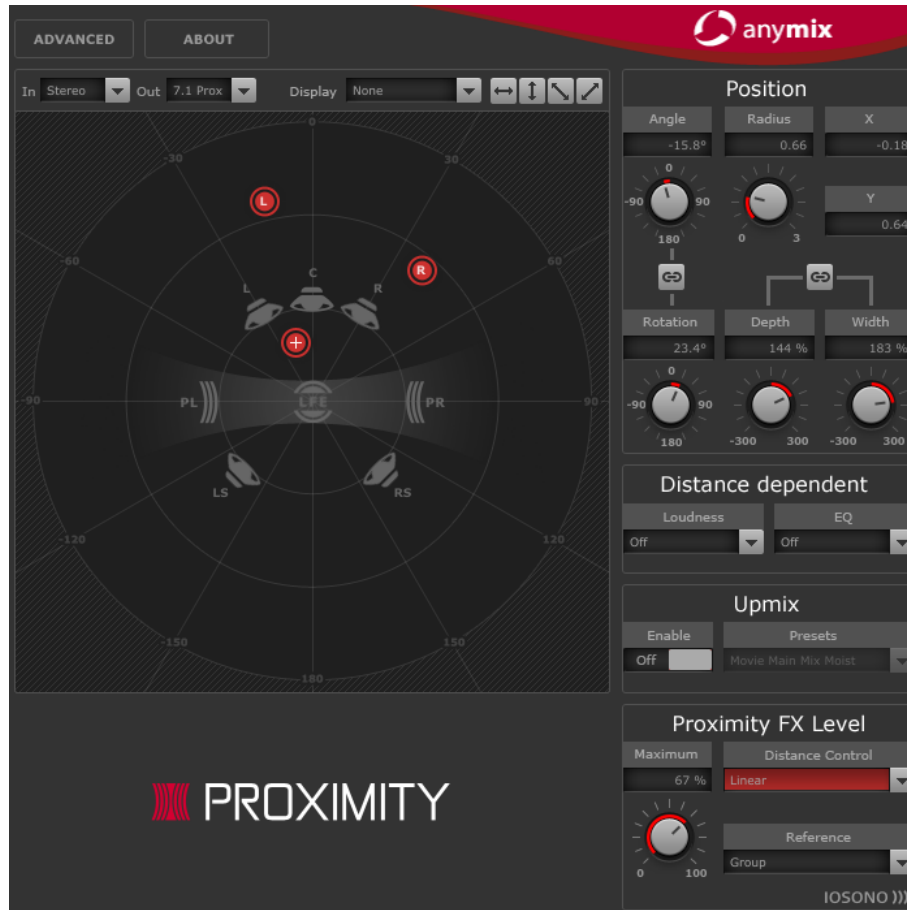 ADVANCED ABOUT
anymix
In Stereo Out 7.1 Prox Display None
0
-30 30
-60 60
-90 90
-120 120
-150 150
180
L
R
C
L R
PL LFE PR
LS RS
PROXIMITY
Position
Angle Radius X
-15.8° 0.66 -0.18
0
-90 90
180
0 3
Y
0.64
Rotation Depth Width
23.4° 144 % 183 %
0
-90 90
180
-300 300
-300 300
Distance dependent
Loudness EQ
Off Off
Upmix
Enable Presets
Off Movie Main Mix Moist
Proximity FX Level
Maximum Distance Control
67 % Linear
0 100
Reference
Group
IOSONO